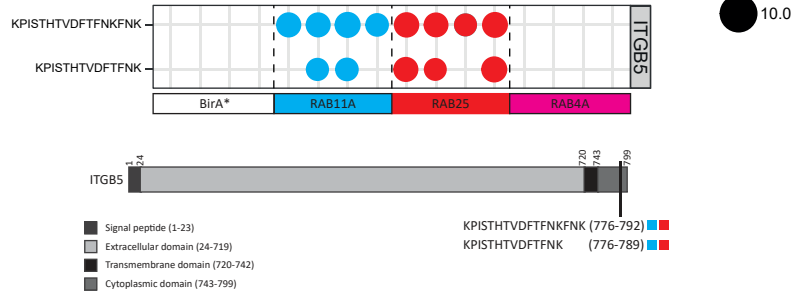 KPISTHTVDFTFNKFNK
KPISTHTVDFTFNK
ITGB5
10.0
BirA*
RAB11A
RAB25
RAB4A
1
24
720
743
799
ITGB5
Signal peptide (1-23)
Extracellular domain (24-719)
Transmembrane domain (720-742)
Cytoplasmic domain (743-799)
KPISTHTVDFTFNKFNK (776-792)
KPISTHTVDFTFNK (776-789)